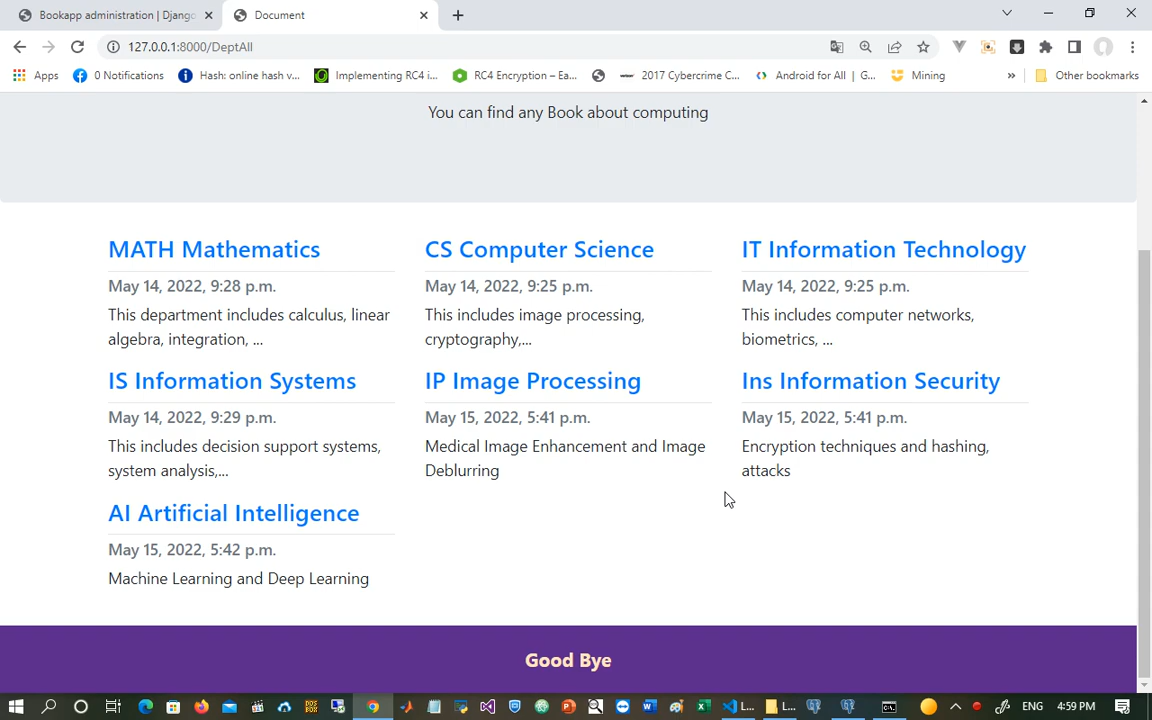 Bookapp administration | Django
Document
127.0.0.1:8000/DeptAll
Apps
0 Notifications
Hash: online hash v...
Implementing RC4 i...
RC4 Encryption – Ea...
2017 Cybercrime C...
Android for All | G...
Mining
»
Other bookmarks
You can find any Book about computing
MATH Mathematics
CS Computer Science
IT Information Technology
May 14, 2022, 9:28 p.m.
May 14, 2022, 9:25 p.m.
May 14, 2022, 9:25 p.m.
This department includes calculus, linear
algebra, integration, ...
This includes image processing,
cryptography,...
This includes computer networks,
biometrics, ...
IS Information Systems
IP Image Processing
Ins Information Security
May 14, 2022, 9:29 p.m.
May 15, 2022, 5:41 p.m.
May 15, 2022, 5:41 p.m.
This includes decision support systems,
system analysis,...
Medical Image Enhancement and Image
Deblurring
Encryption techniques and hashing,
attacks
AI Artificial Intelligence
May 15, 2022, 5:42 p.m.
Machine Learning and Deep Learning
Good Bye
L...
L...
ENG
4:59 PM